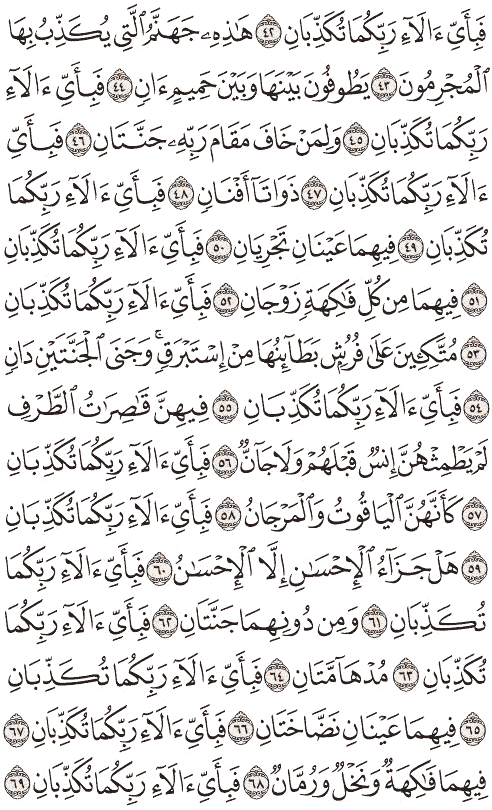 فَبِأَيِّ ءَالَآءِ رَبِّكُمَا تُكَذِّبَانِ ٤٢ هَٰذِهِۦ جَهَنَّمُ ٱلَّتِي يُكَذِّبُ بِهَا
ٱلْمُجْرِمُونَ ٤٣ يَطُوفُونَ بَيْنَهَا وَبَيْنَ حَمِيمٍ ءَانٍ ٤٤ فَبِأَيِّ ءَالَآءِ
رَبِّكُمَا تُكَذِّبَانِ ٤٥ وَلِمَنْ خَافَ مَقَامَ رَبِّهِۦ جَنَّتَانِ ٤٦ فَبِأَيِّ
ءَالَآءِ رَبِّكُمَا تُكَذِّبَانِ ٤٧ ذَوَاتَآ أَفْنَانٍ ٤٨ فَبِأَيِّ ءَالَآءِ رَبِّكُمَا
تُكَذِّبَانِ ٤٩ فِيهِمَا عَيْنَانِ تَجْرِيَانِ ٥٠ فَبِأَيِّ ءَالَآءِ رَبِّكُمَا تُكَذِّبَانِ
٥١ فِيهِمَا مِن كُلِّ فَٰكِهَةٍ زَوْجَانِ ٥٢ فَبِأَيِّ ءَالَآءِ رَبِّكُمَا تُكَذِّبَانِ
٥٣ مُتَّكِـِٔينَ عَلَىٰ فُرُشٍۭ بَطَآئِنُهَا مِنْ إِسْتَبْرَقٍۚ وَجَنَى ٱلْجَنَّتَيْنِ دَانٍ
٥٤ فَبِأَيِّ ءَالَآءِ رَبِّكُمَا تُكَذِّبَانِ ٥٥ فِيهِنَّ قَٰصِرَٰتُ ٱلطَّرْفِ
لَمْ يَطْمِثْهُنَّ إِنسٌ قَبْلَهُمْ وَلَا جَآنٌّ ٥٦ فَبِأَيِّ ءَالَآءِ رَبِّكُمَا تُكَذِّبَانِ
٥٧ كَأَنَّهُنَّ ٱلْيَاقُوتُ وَٱلْمَرْجَانُ ٥٨ فَبِأَيِّ ءَالَآءِ رَبِّكُمَا تُكَذِّبَانِ
٥٩ هَلْ جَزَآءُ ٱلْإِحْسَٰنِ إِلَّا ٱلْإِحْسَٰنُ ٦٠ فَبِأَيِّ ءَالَآءِ رَبِّكُمَا
تُكَذِّبَانِ ٦١ وَمِن دُونِهِمَا جَنَّتَانِ ٦٢ فَبِأَيِّ ءَالَآءِ رَبِّكُمَا
تُكَذِّبَانِ ٦٣ مُدْهَآمَّتَانِ ٦٤ فَبِأَيِّ ءَالَآءِ رَبِّكُمَا تُكَذِّبَانِ
٦٥ فِيهِمَا عَيْنَانِ نَضَّاخَتَانِ ٦٦ فَبِأَيِّ ءَالَآءِ رَبِّكُمَا تُكَذِّبَانِ ٦٧
فِيهِمَا فَٰكِهَةٌ وَنَخْلٌ وَرُمَّانٌ ٦٨ فَبِأَيِّ ءَالَآءِ رَبِّكُمَا تُكَذِّبَانِ ٦٩